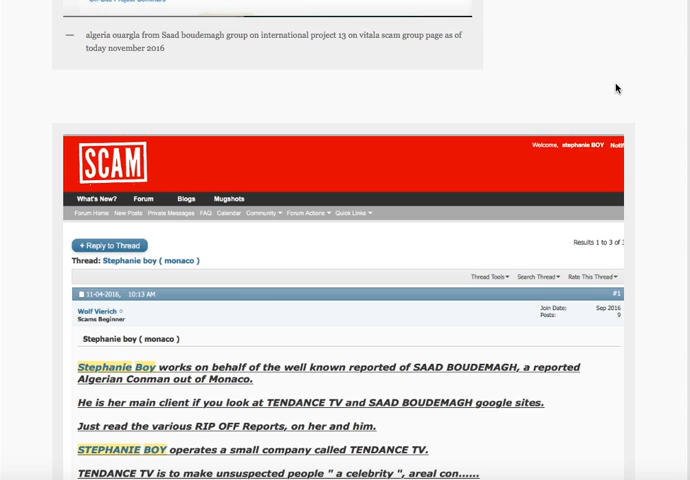 — algeria ouargla from Saad boudemagh group on international project 13 on vitala scam group page as of
today november 2016
SCAM
Welcome, stephanie BOY
What's New? Forum Blogs Mugshots
Forum Home New Posts Private Messages FAQ Calendar Community Forum Actions Quick Links
+ Reply to Thread
Results 1 to 3 of
Thread: Stephanie boy ( monaco )
Thread Tools Search Thread Rate This Thread
11-04-2016, 10:13 AM #1
Wolf Vierich Join Date: Sep 2016
Scams Beginner Posts: 9
Stephanie boy ( monaco )
Stephanie Boy works on behalf of the well known reported of SAAD BOUDEMAGH, a reported
Algerian Conman out of Monaco.
He is her main client if you look at TENDANCE TV and SAAD BOUDEMAGH google sites.
Just read the various RIP OFF Reports, on her and him.
STEPHANIE BOY operates a small company called TENDANCE TV.
TENDANCE TV is to make unsuspected people " a celebrity ", areal con......